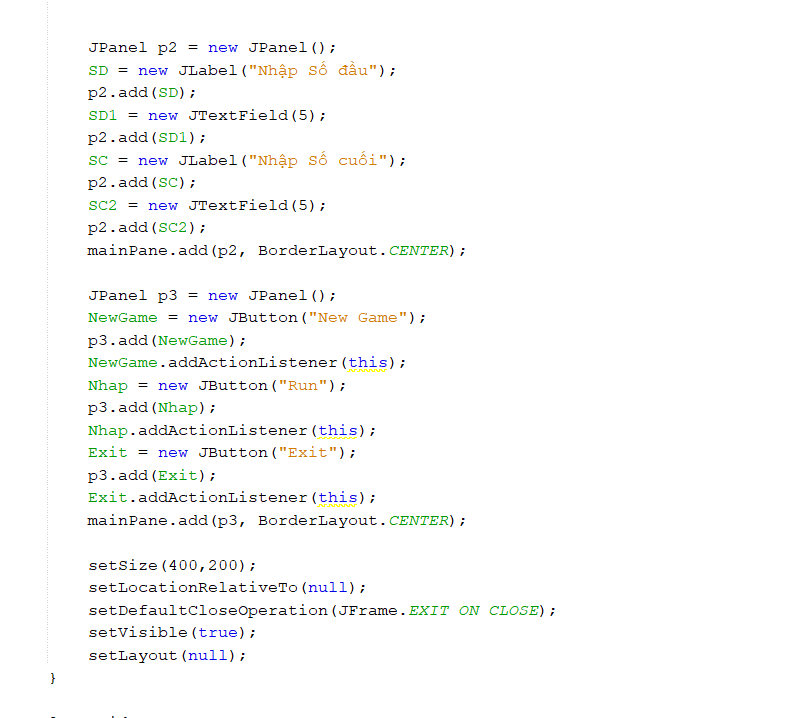 JPanel p2 = new JPanel();
SD = new JLabel("Nhập Số đầu");
p2.add(SD);
SD1 = new JTextField(5);
p2.add(SD1);
SC = new JLabel("Nhập Số cuối");
p2.add(SC);
SC2 = new JTextField(5);
p2.add(SC2);
mainPane.add(p2, BorderLayout.CENTER);
JPanel p3 = new JPanel();
NewGame = new JButton("New Game");
p3.add(NewGame);
NewGame.addActionListener(this);
Nhap = new JButton("Run");
p3.add(Nhap);
Nhap.addActionListener(this);
Exit = new JButton("Exit");
p3.add(Exit);
Exit.addActionListener(this);
mainPane.add(p3, BorderLayout.CENTER);
setSize(400,200);
setLocationRelativeTo(null);
setDefaultCloseOperation(JFrame.EXIT_ON_CLOSE);
setVisible(true);
setLayout(null);
}